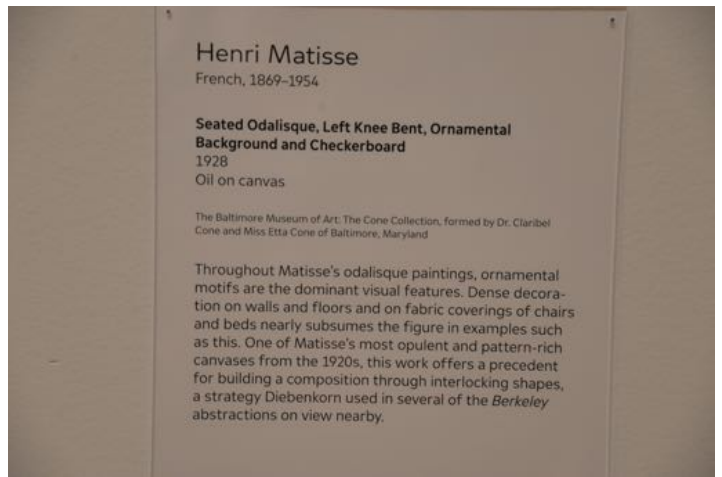 Henri Matisse
French, 1869–1954
Seated Odalisque, Left Knee Bent, Ornamental
Background and Checkerboard
1928
Oil on canvas
The Baltimore Museum of Art: The Cone Collection, formed by Dr. Claribel
Cone and Miss Etta Cone of Baltimore, Maryland
Throughout Matisse’s odalisque paintings, ornamental
motifs are the dominant visual features. Dense decora-
tion on walls and floors and on fabric coverings of chairs
and beds nearly subsumes the figure in examples such
as this. One of Matisse’s most opulent and pattern-rich
canvases from the 1920s, this work offers a precedent
for building a composition through interlocking shapes,
a strategy Diebenkorn used in several of the Berkeley
abstractions on view nearby.